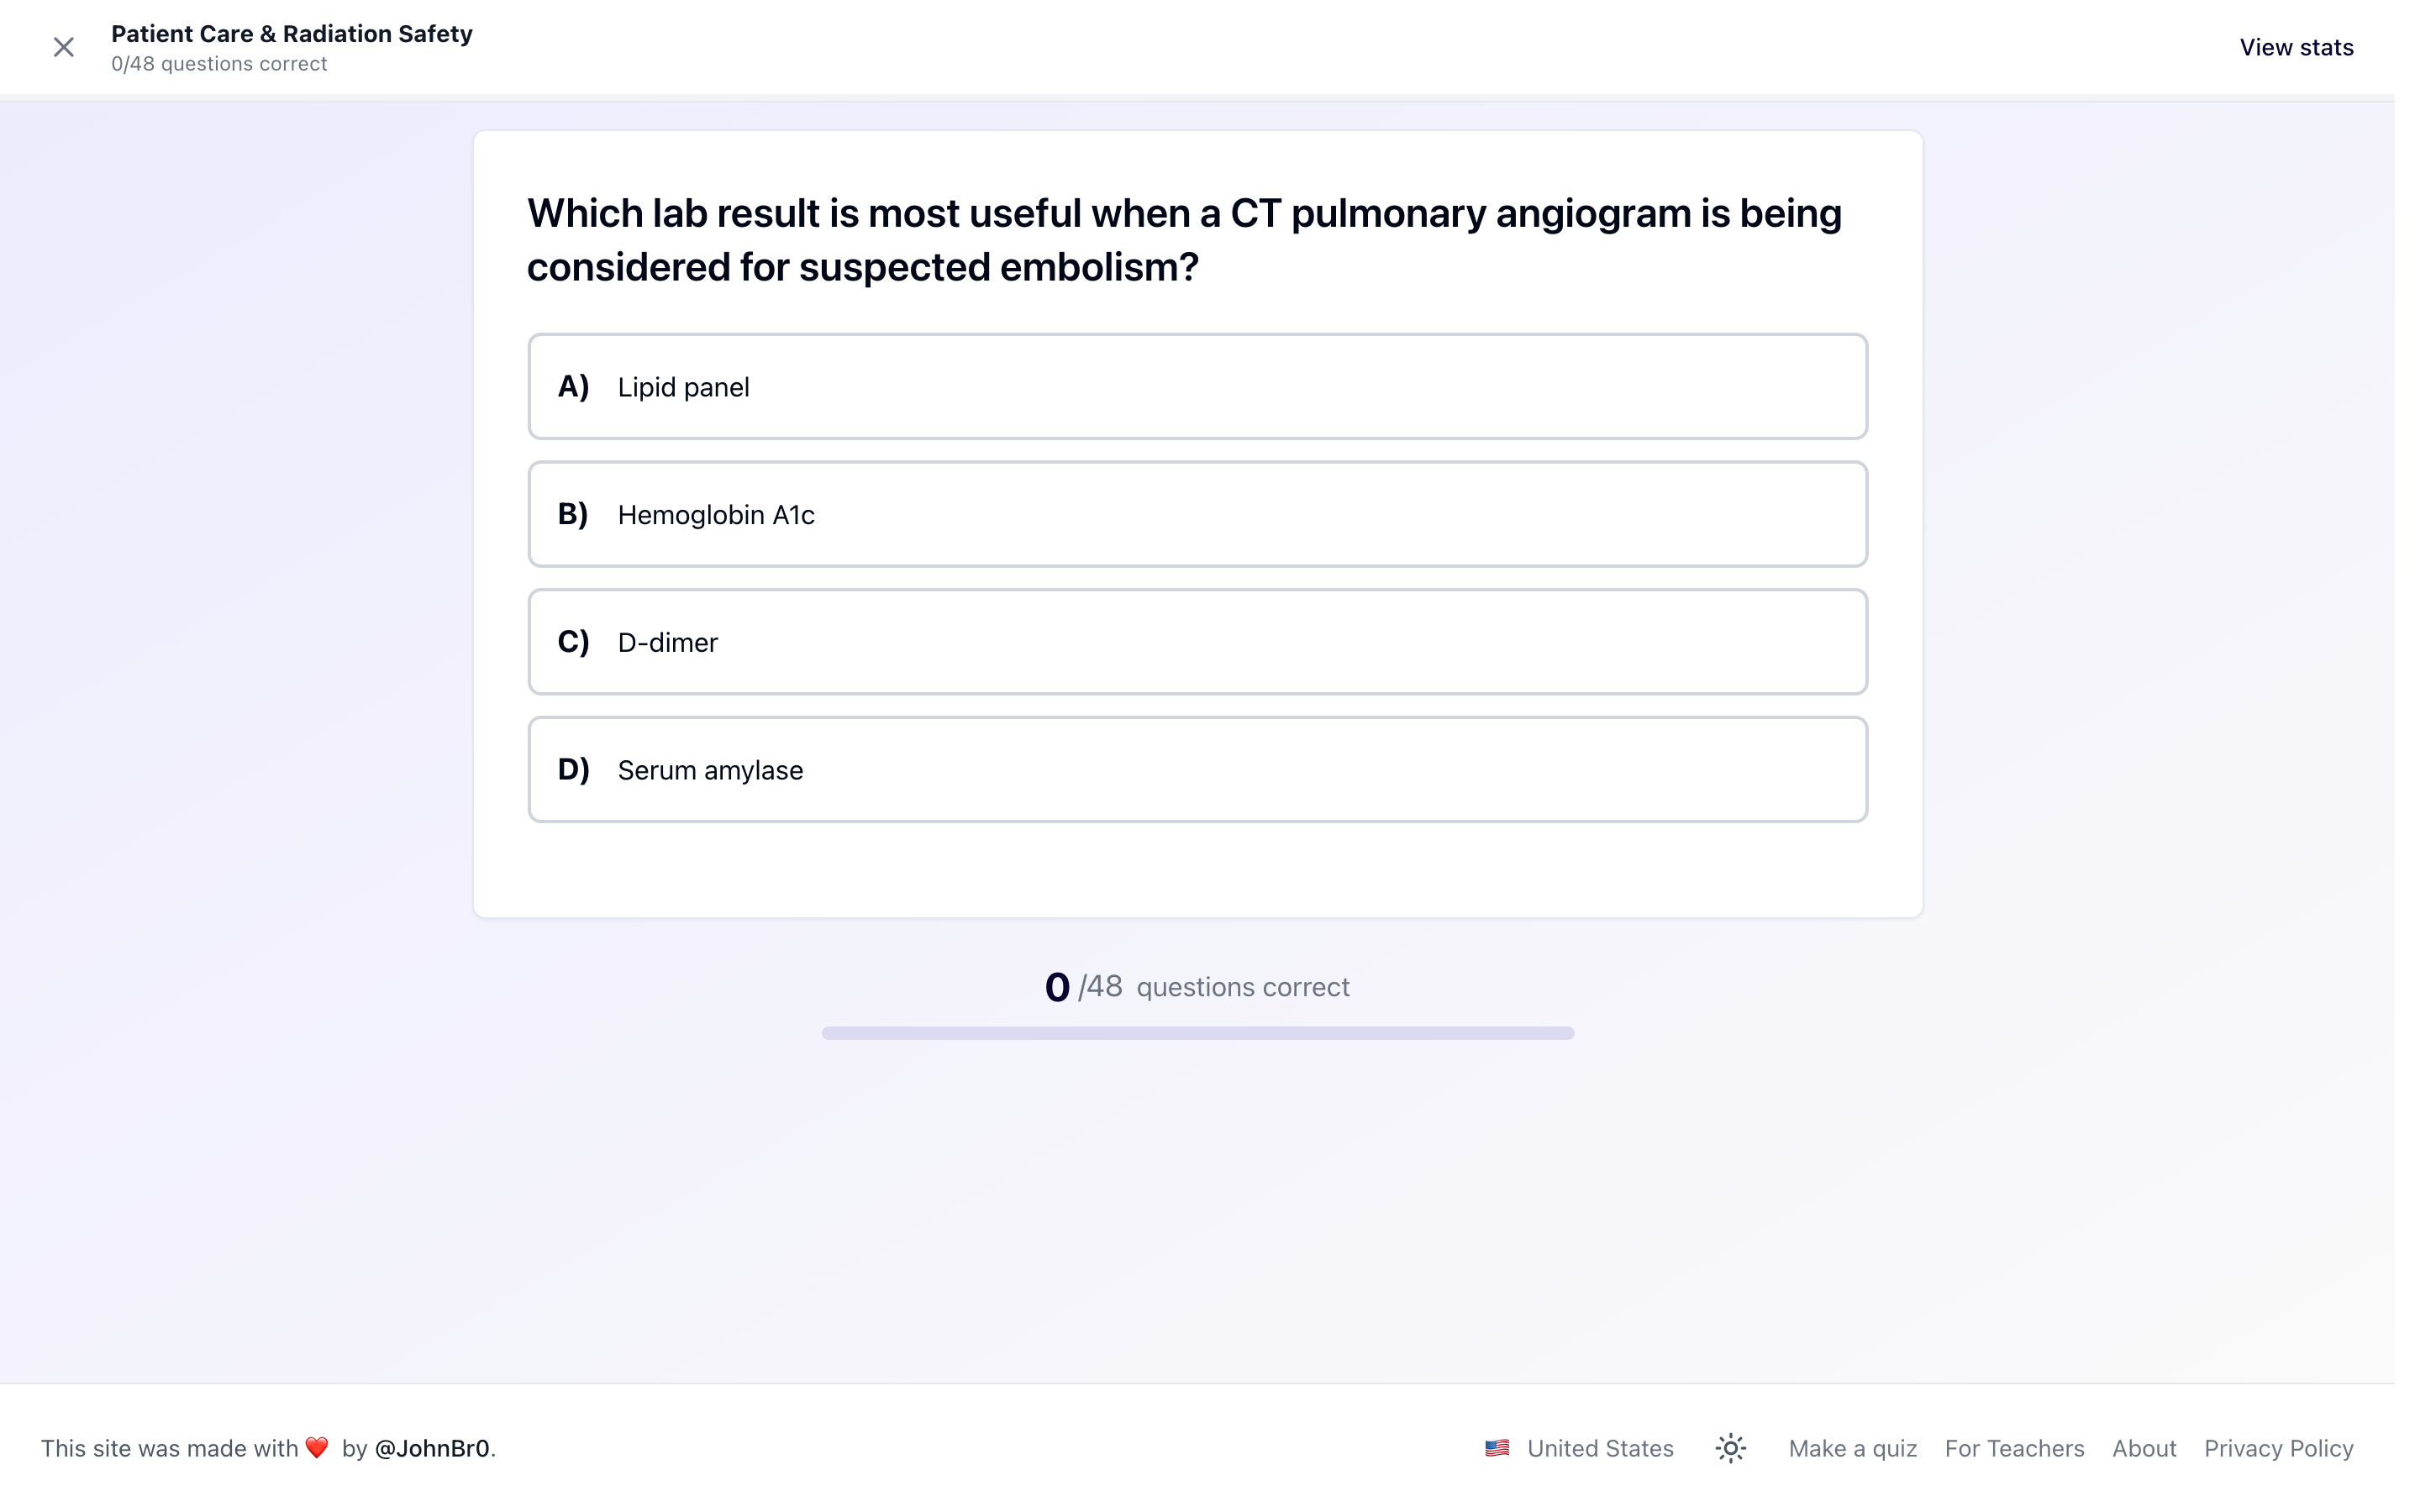 Patient Care & Radiation Safety
0/48 questions correct
View stats
Which lab result is most useful when a CT pulmonary angiogram is being
considered for suspected embolism?
A) Lipid panel
B) Hemoglobin A1c
C) D-dimer
D) Serum amylase
0 /48 questions correct
This site was made with ❤️ by @JohnBr0.
🇺🇸 United States
Make a quiz
For Teachers
About
Privacy Policy